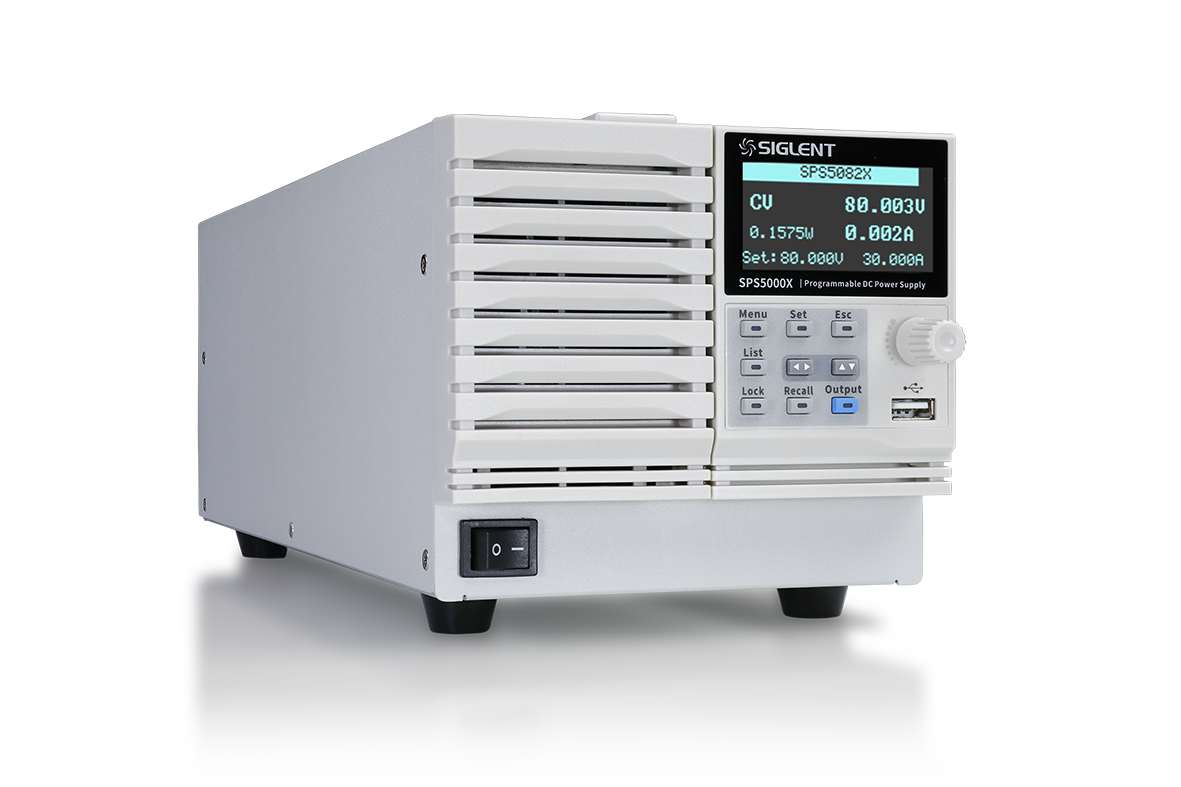 SIGLENT
SPS5082X
CV 80.003V
0.1575W 0.002A
Set:80.000V 30.000A
SPS5000X | Programmable DC Power Supply
Menu Set Esc
List
Lock Recall Output
O I